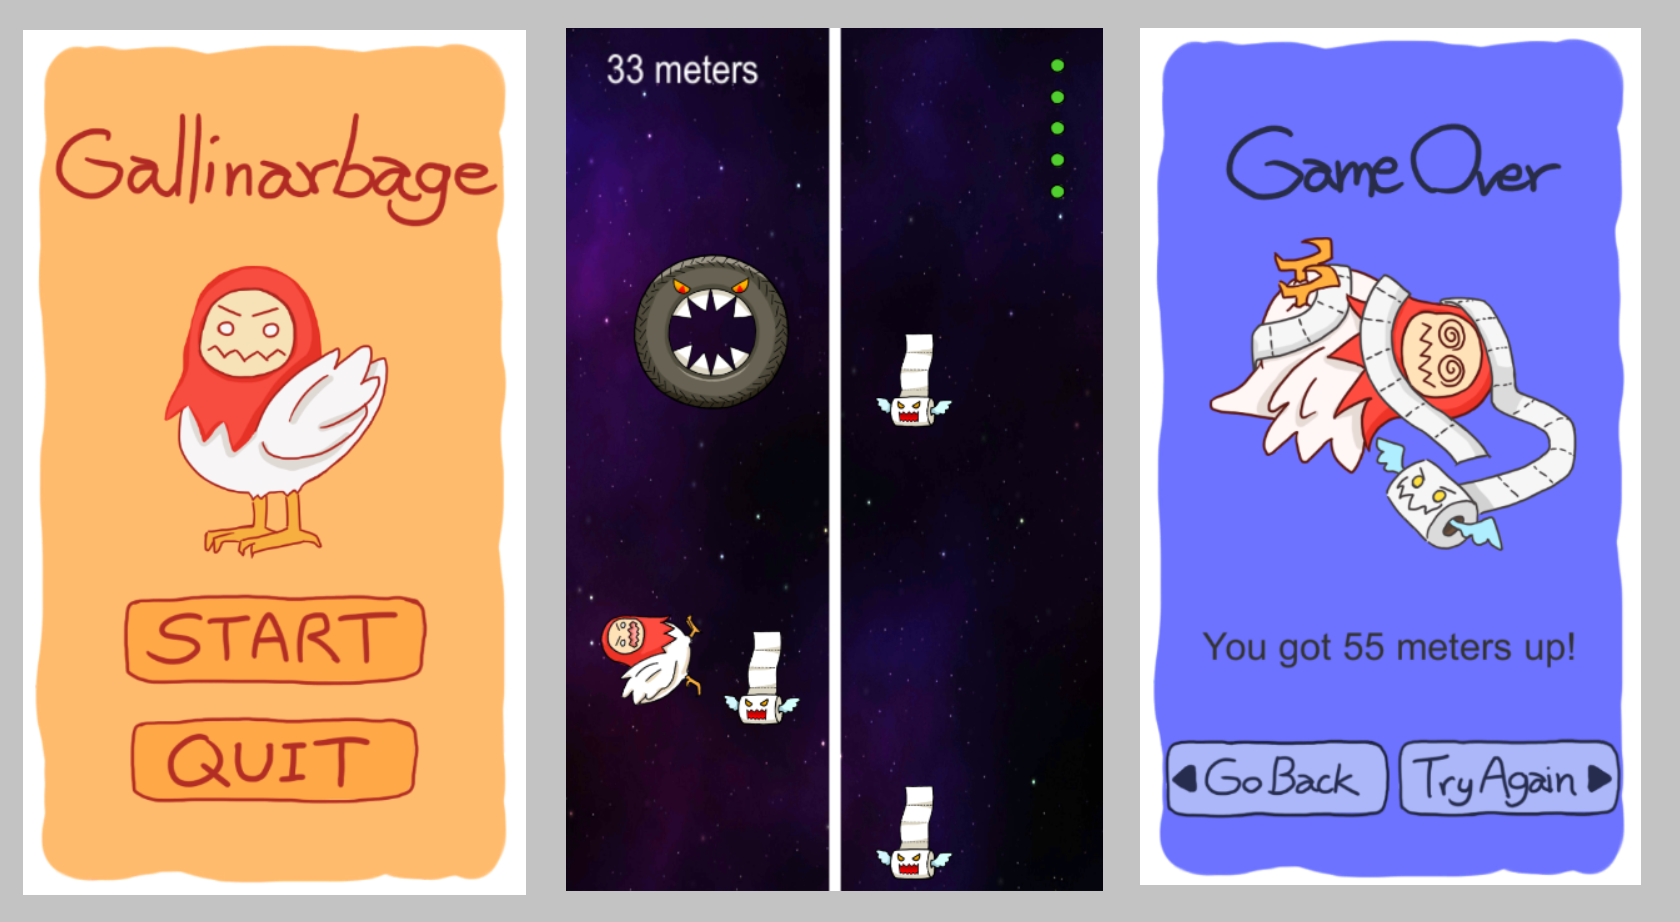 Gallinarbage
START
QUIT
33 meters
Game Over
You got 55 meters up!
Go Back
Try Again